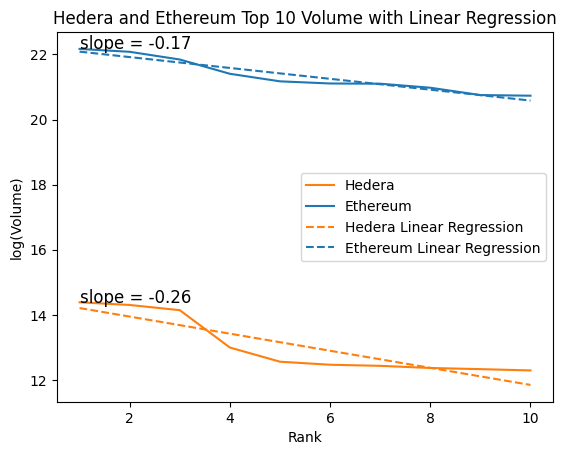 Hedera and Ethereum Top 10 Volume with Linear Regression
slope = -0.17
22
20
18
16
14
12
log(Volume)
Hedera
Ethereum
Hedera Linear Regression
Ethereum Linear Regression
slope = -0.26
2
4
6
8
10
Rank